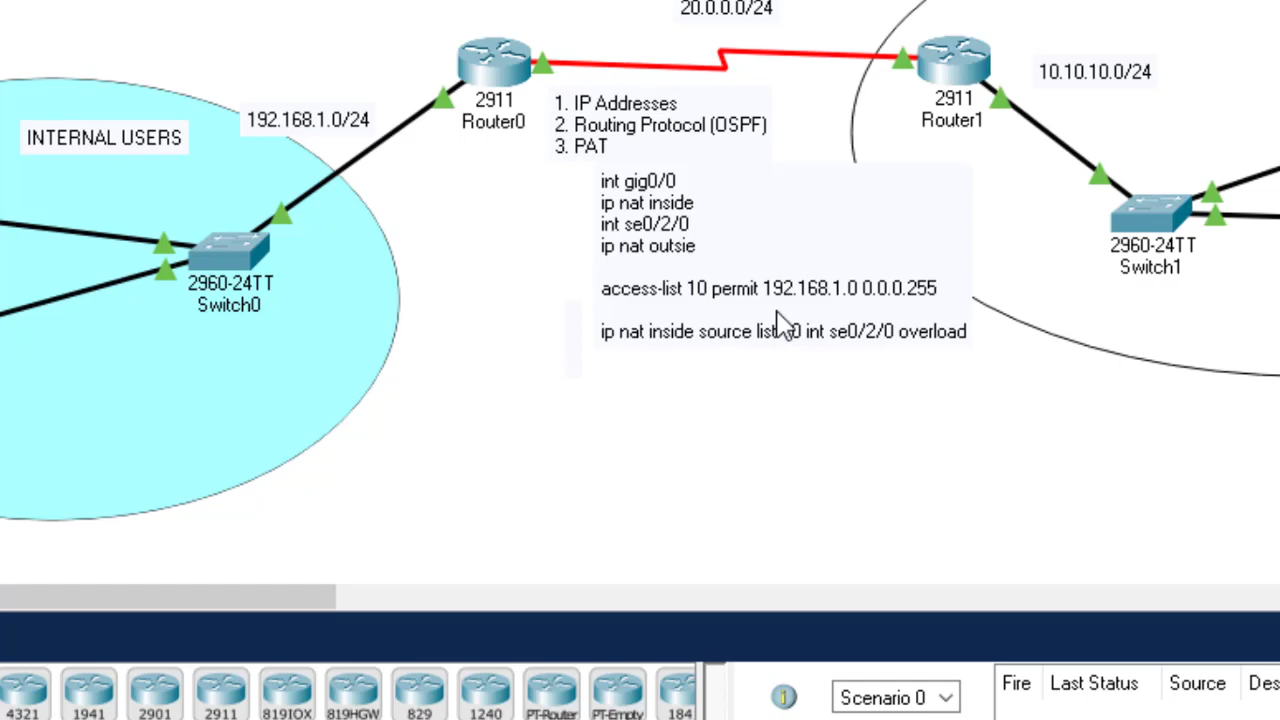 20.0.0.0/24
10.10.10.0/24
2911
Router0
2911
Router1
192.168.1.0/24
INTERNAL USERS
1. IP Addresses
2. Routing Protocol (OSPF)
3. PAT
int gig0/0
ip nat inside
int se0/2/0
ip nat outsie
access-list 10 permit 192.168.1.0 0.0.0.255
ip nat inside source list 0 int se0/2/0 overload
2960-24TT
Switch0
2960-24TT
Switch1
4321
1941
2901
2911
819IOX
819HGW
829
1240
PT-Router
PT-Empty
184
Scenario 0
Fire Last Status Source Des